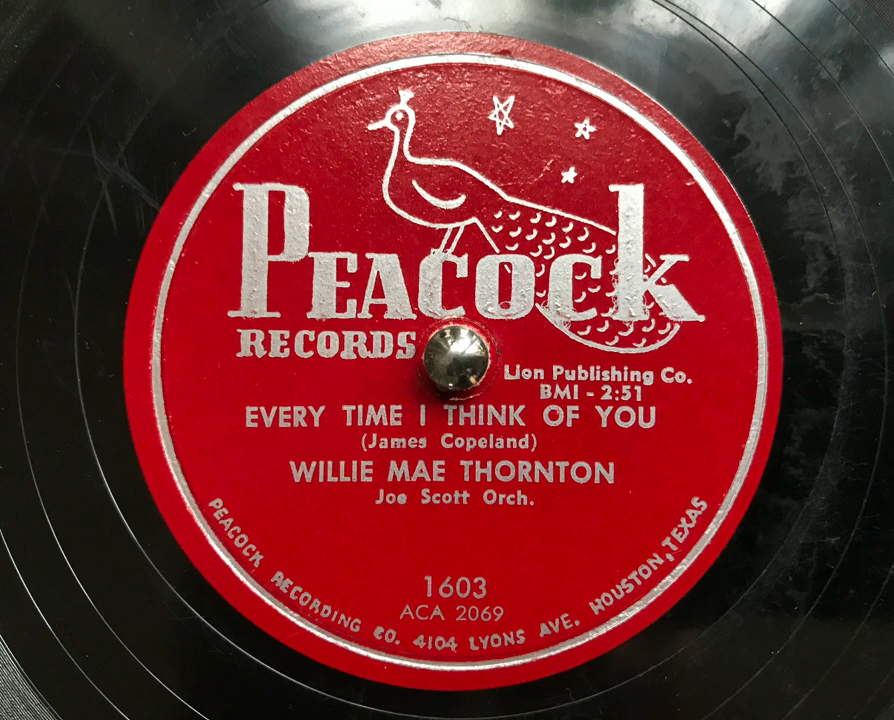 PEACOCK
RECORDS
Lion Publishing Co.
BMI - 2:51
EVERY TIME I THINK OF YOU
(James Copeland)
WILLIE MAE THORNTON
Joe Scott Orch.
1603
ACA 2069
PEACOCK RECORDING CO. 4104 LYONS AVE. HOUSTON, TEXAS